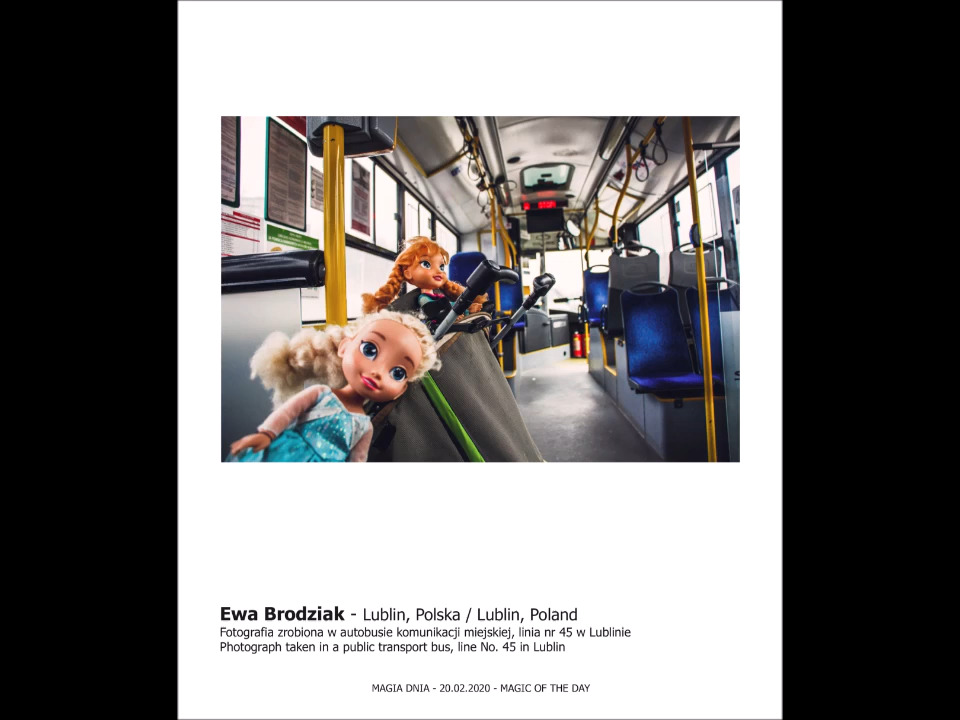 Ewa Brodziak - Lublin, Polska / Lublin, Poland
Fotografia zrobiona w autobusie komunikacji miejskiej, linia nr 45 w Lublinie
Photograph taken in a public transport bus, line No. 45 in Lublin
MAGIA DNIA - 20.02.2020 - MAGIC OF THE DAY